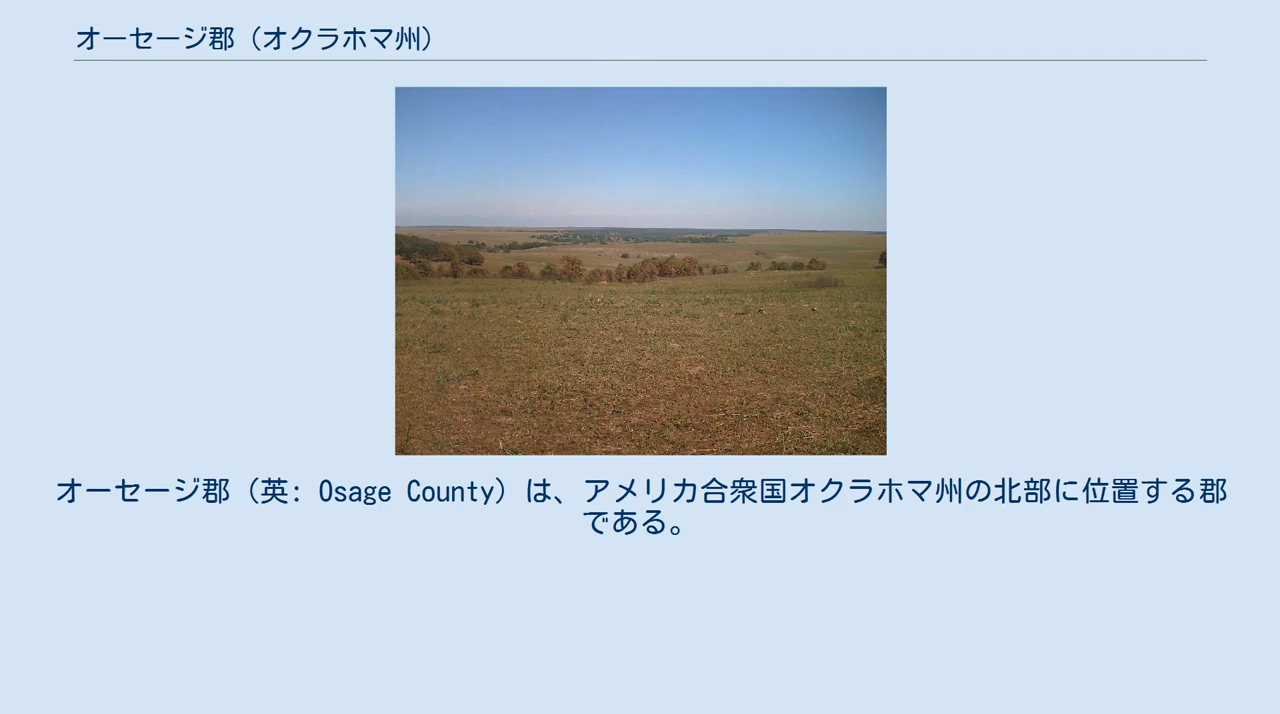 オーセージ郡（オクラホマ州）
オーセージ郡（英: Osage County）は、アメリカ合衆国オクラホマ州の北部に位置する郡
である。